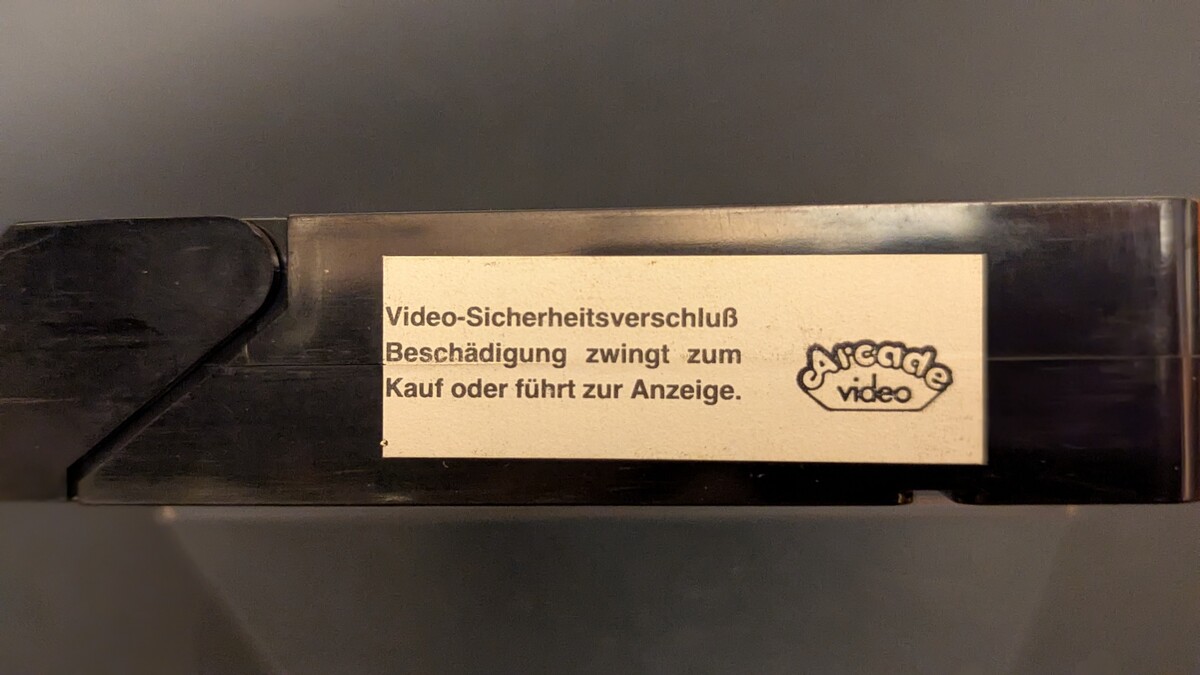 Video-Sicherheitsverschluß
Beschädigung zwingt zum
Kauf oder führt zur Anzeige.
Arcade
video